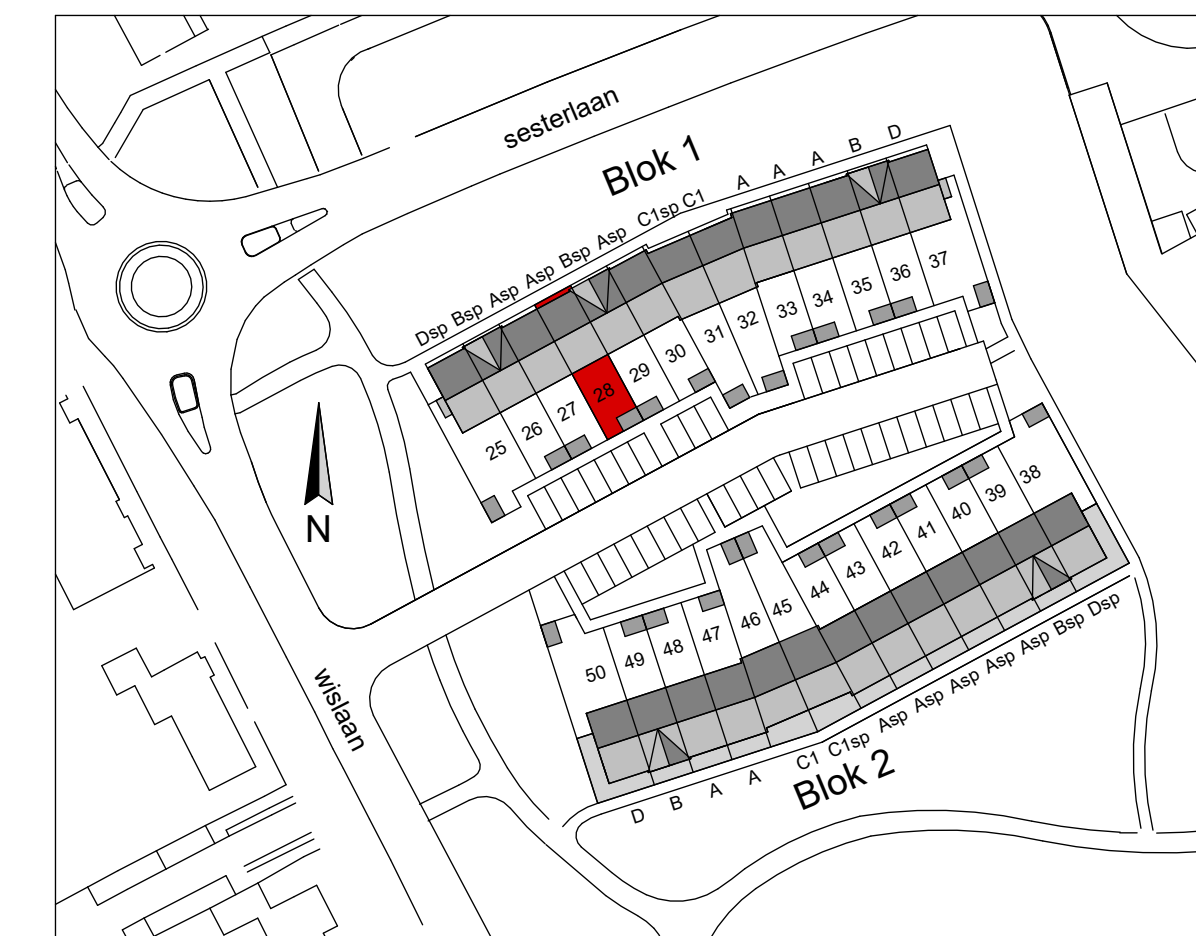 sesterlaan
Blok 1
Dsp Bsp Asp Asp Bsp Asp C1sp C1 A A A B D
25 26 27 28 29 30 31 32 33 34 35 36 37
N
wislaan
50 49 48 47 46 45 44 43 42 41 40 39 38
D B A A C1 C1sp Asp Asp Asp Asp Asp Bsp Dsp
Blok 2